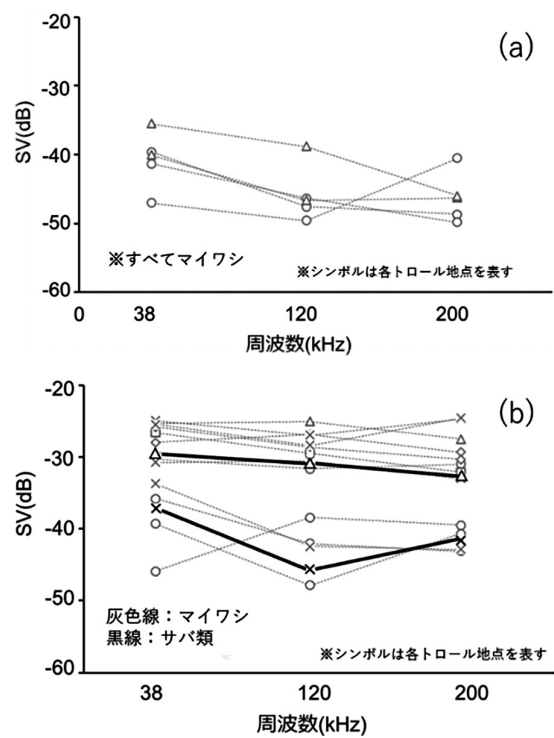 (a)
SV(dB)
-20
-30
-40
-50
-60
※すべてマイワシ
※シンボルは各トロール地点を表す
0 38 120 200
周波数(kHz)
(b)
SV(dB)
-20
-30
-40
-50
-60
灰色線：マイワシ
黒線：サバ類
※シンボルは各トロール地点を表す
38 120 200
周波数(kHz)